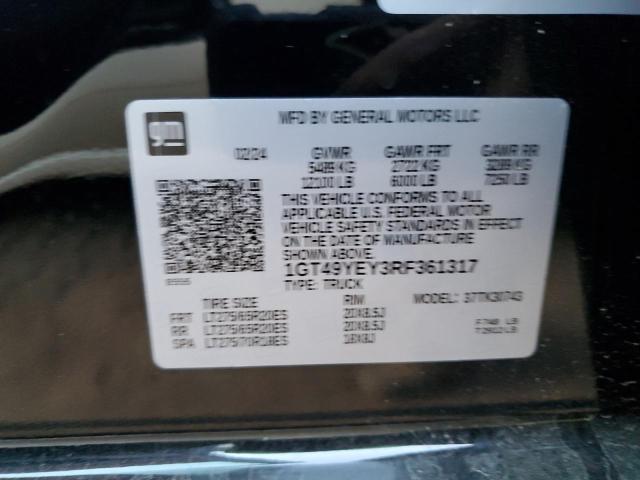 gm
MFD BY GENERAL MOTORS LLC
02/24 GVWR GAWR FRT GAWR RR
5489 KG 2722 KG 3289 KG
12100 LB 6000 LB 7250 LB
THIS VEHICLE CONFORMS TO ALL
APPLICABLE U.S. FEDERAL MOTOR
VEHICLE SAFETY STANDARDS IN EFFECT
ON THE DATE OF MANUFACTURE
SHOWN ABOVE.
1GT49YEY3RF361317
TYPE: TRUCK
TIRE SIZE RIM MODEL: 37TK30743
FRT LT275/65R20ES 20X8.5J
RR LT275/65R20ES 20X8.5J
SPA LT275/70R18ES 18X8J